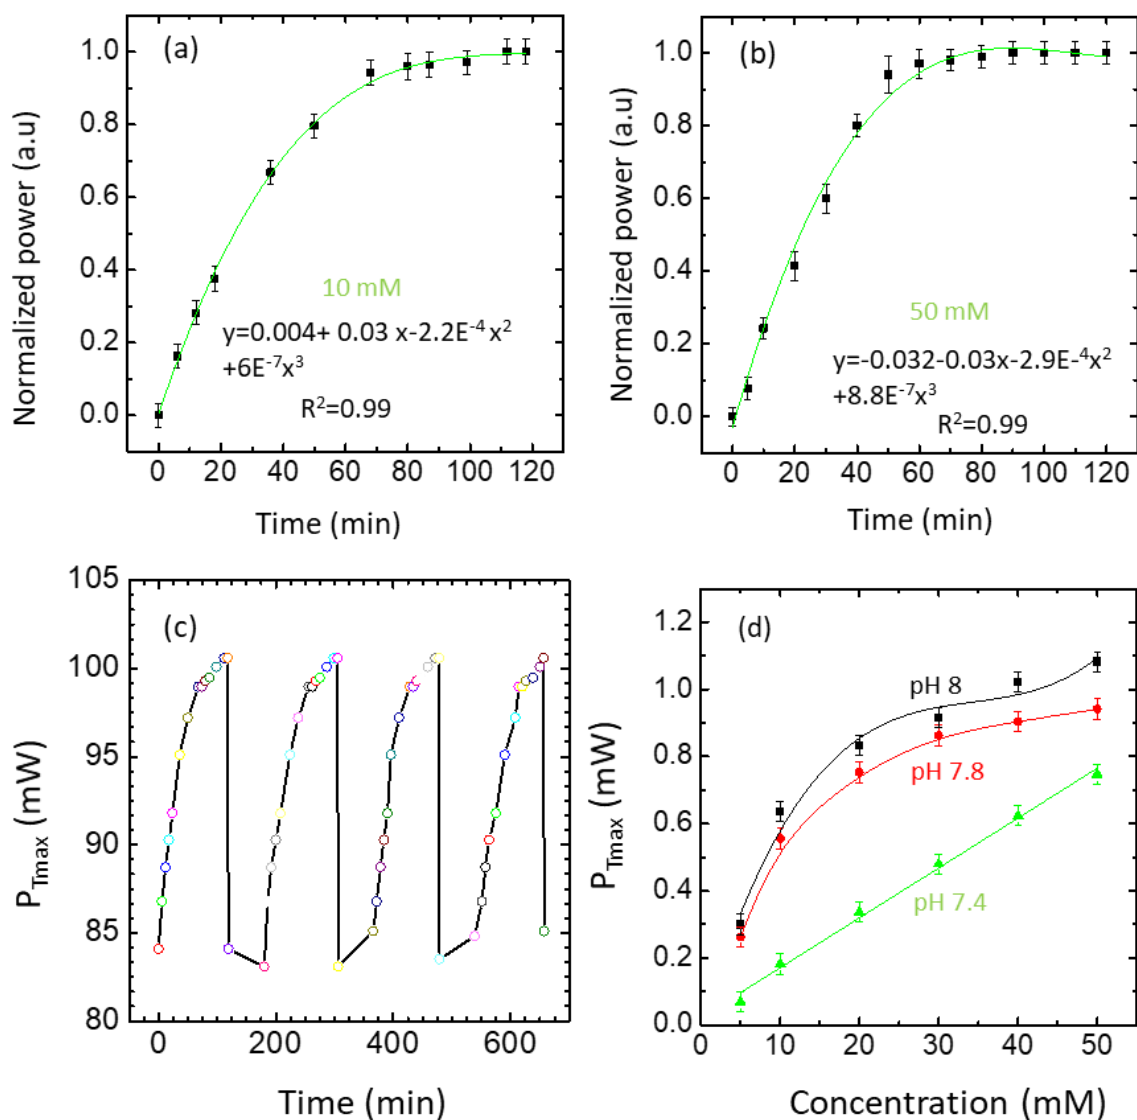 (a)
Normalized power (a.u)
1.0
0.8
0.6
0.4
0.2
0.0
10 mM
y=0.004+ 0.03 x-2.2E⁻⁴ x²
+6E⁻⁷x³
R²=0.99
0 20 40 60 80 100 120
Time (min)
(b)
Normalized power (a.u)
1.0
0.8
0.6
0.4
0.2
0.0
50 mM
y=-0.032-0.03x-2.9E⁻⁴x²
+8.8E⁻⁷x³
R²=0.99
0 20 40 60 80 100 120
Time (min)
(c)
P_Tmax (mW)
105
100
95
90
85
80
0 200 400 600
Time (min)
(d)
P_Tmax (mW)
1.2
1.0
0.8
0.6
0.4
0.2
0.0
pH 8
pH 7.8
pH 7.4
0 10 20 30 40 50
Concentration (mM)